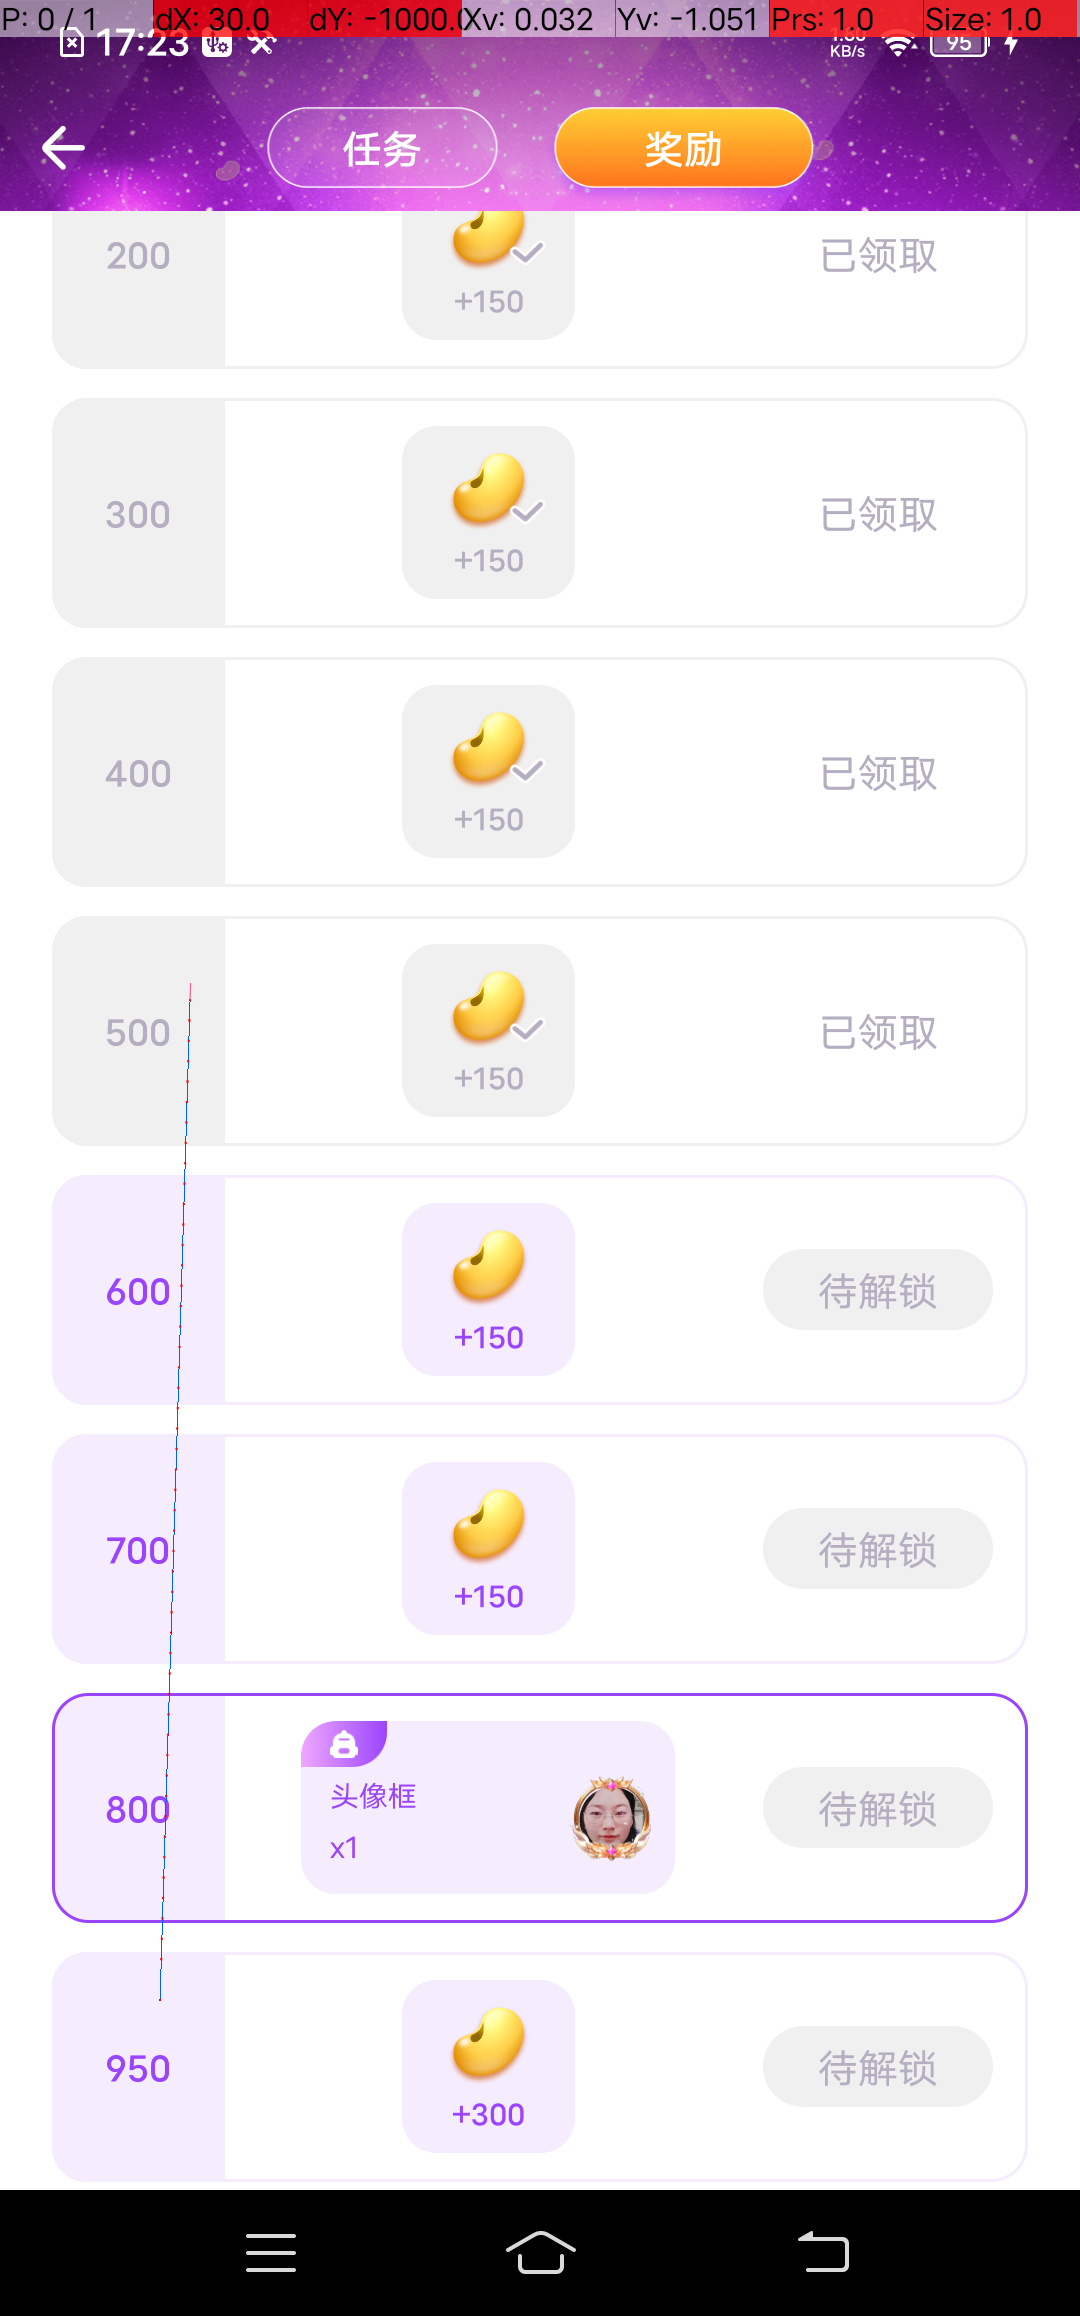 P: 0 / 1 dX: 30.0 dY: -1000.0 Xv: 0.032 Yv: -1.051 Prs: 1.0 Size: 1.0
17:23 KB/s 95
任务 奖励
200 +150 已领取
300 +150 已领取
400 +150 已领取
500 +150 已领取
600 +150 待解锁
700 +150 待解锁
800 头像框 待解锁
x1
950 +300 待解锁